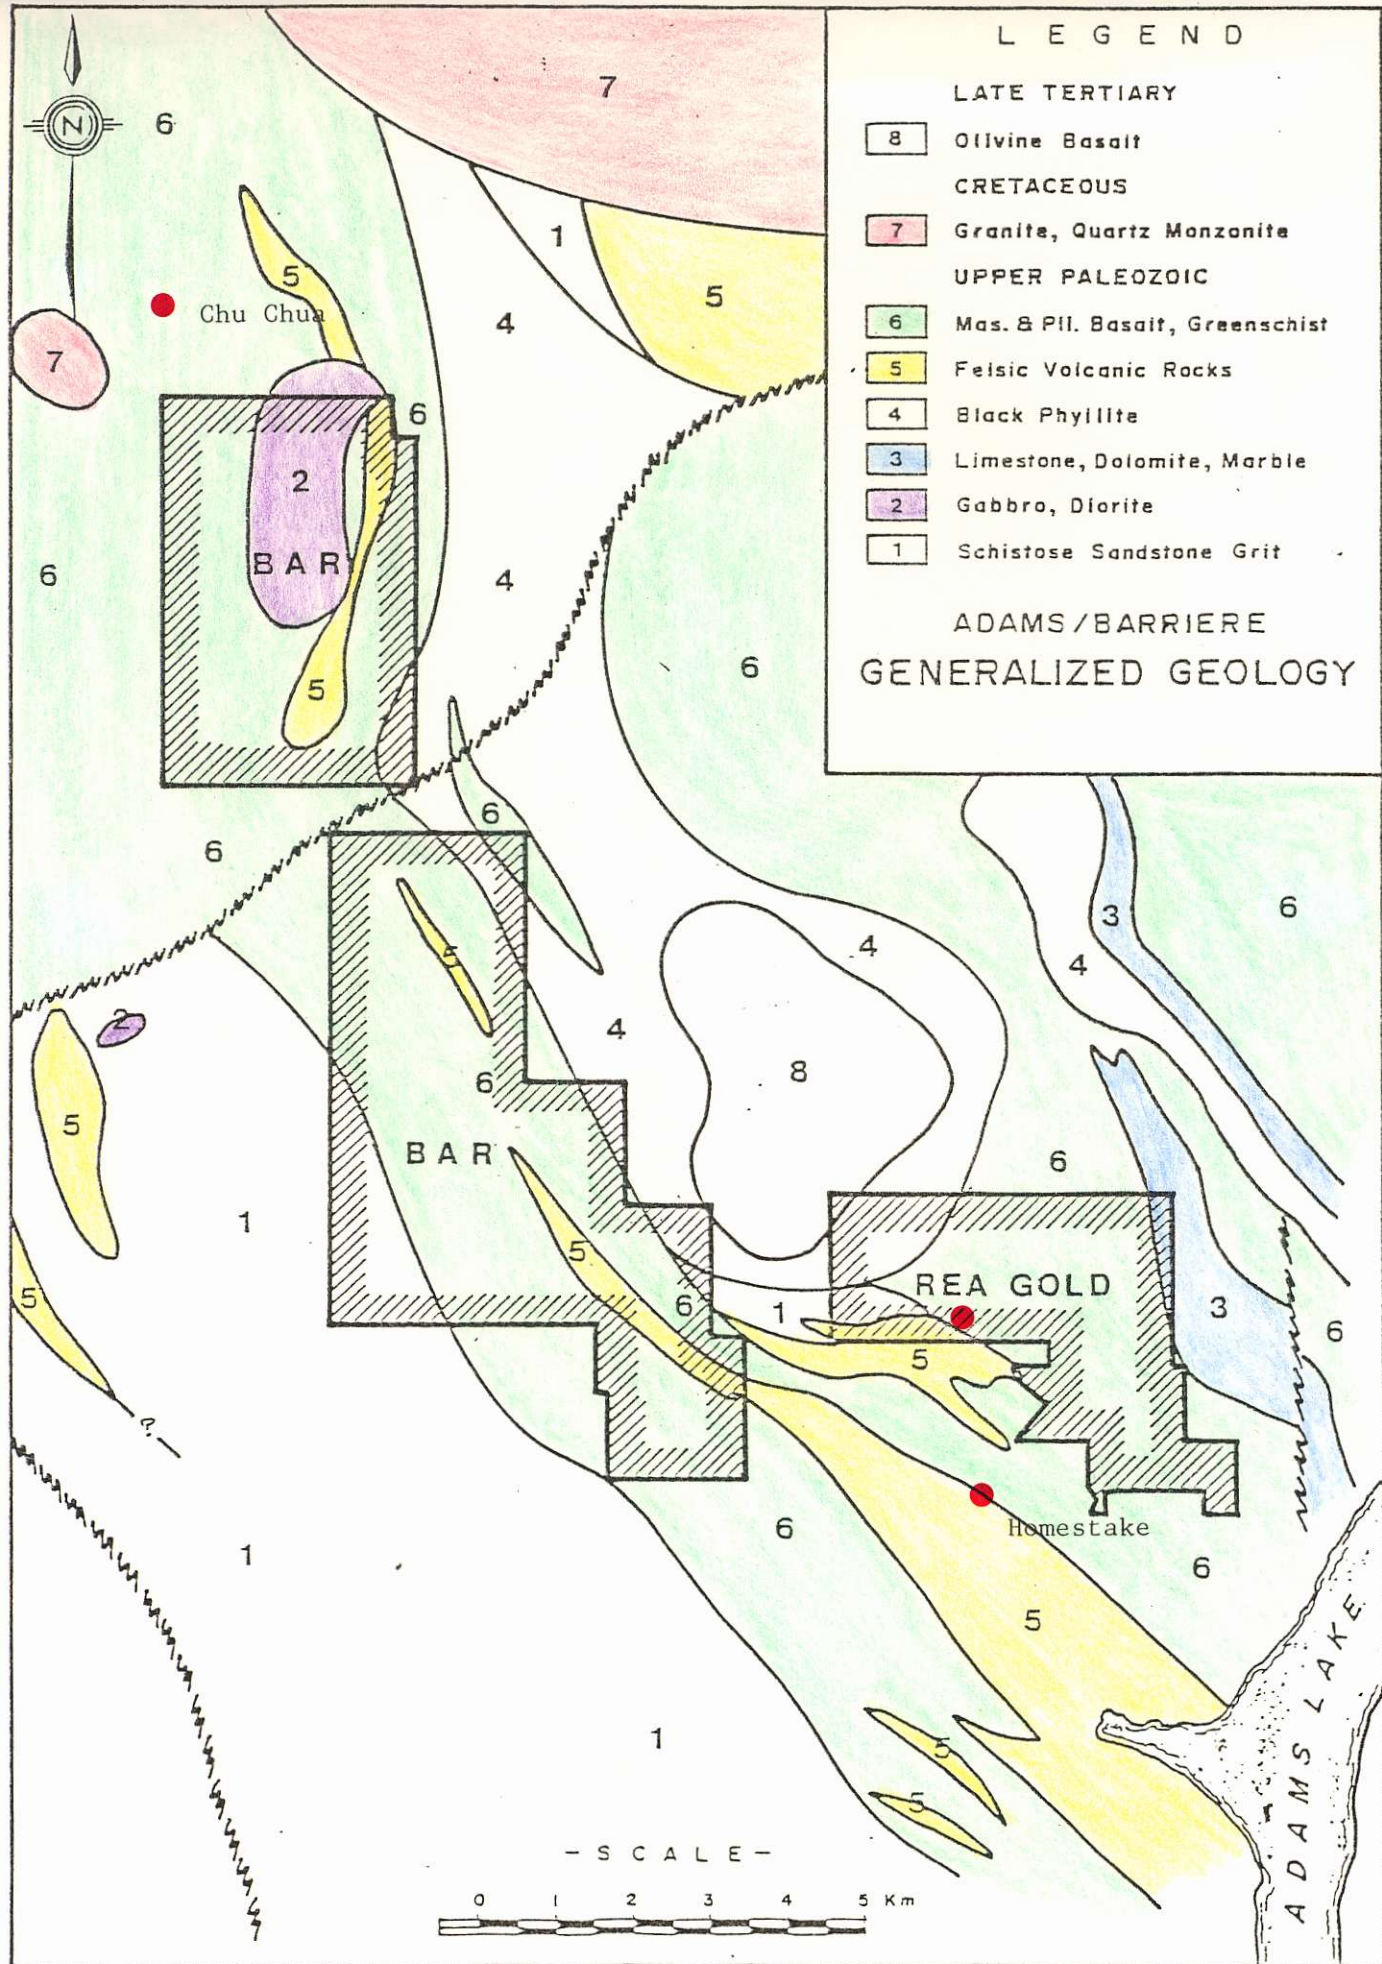 L E G E N D
LATE TERTIARY
8 Olivine Basalt
CRETACEOUS
7 Granite, Quartz Monzonite
UPPER PALEOZOIC
6 Mas. & Pil. Basalt, Greenschist
5 Felsic Volcanic Rocks
4 Black Phyllite
3 Limestone, Dolomite, Marble
2 Gabbro, Diorite
1 Schistose Sandstone Grit
ADAMS/BARRIERE
GENERALIZED GEOLOGY
7
N 6
1
5 5
Chu Chua 4
7
6
2
BAR
6 4
6
5
6
6
3 6
5 4 4
2 4
8
6
5 BAR 6
1
5
5 6 1 REA GOLD 3
6
5
?
Homestake
6
1 6
5
1
5
5
ADAMS LAKE
- S C A L E -
0 1 2 3 4 5 Km